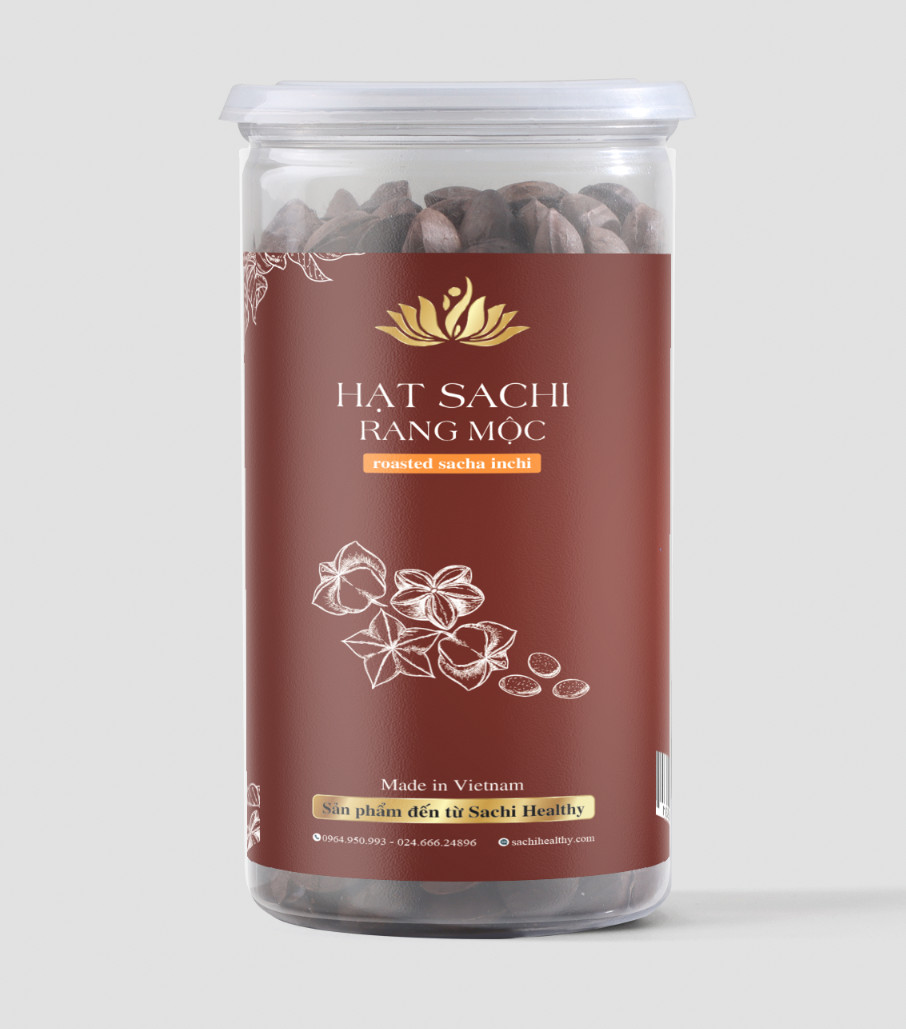 HẠT SACHI
RANG MỘC
roasted sacha inchi
Made in Vietnam
Sản phẩm đến từ Sachi Healthy
0964.950.993 - 024.666.24896 sachihealthy.com